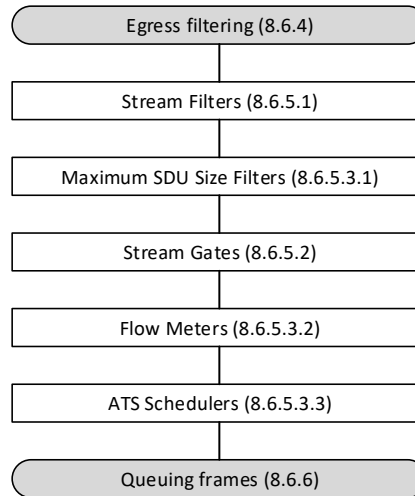 Egress filtering (8.6.4)
Stream Filters (8.6.5.1)
Maximum SDU Size Filters (8.6.5.3.1)
Stream Gates (8.6.5.2)
Flow Meters (8.6.5.3.2)
ATS Schedulers (8.6.5.3.3)
Queuing frames (8.6.6)